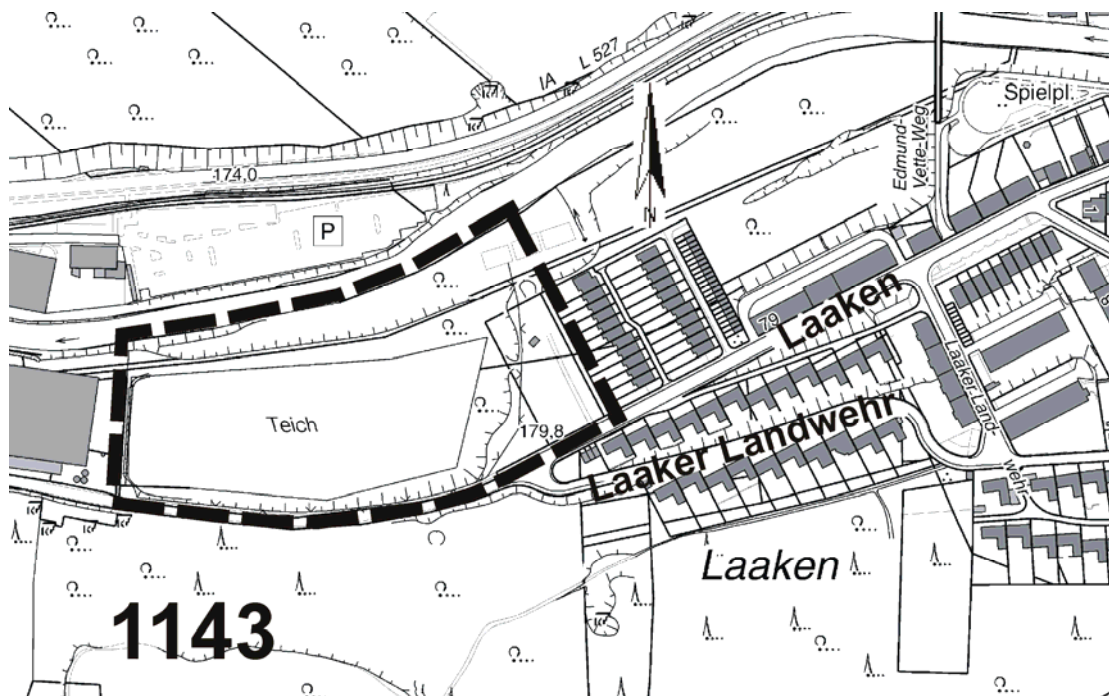 IA L 527
Spielpl.
Edmund-
Vette-Weg
174,0
P
N
1
79
Laaken
Laaker Land-
wehr
Teich
179,8
Laaker Landwehr
Laaken
1143